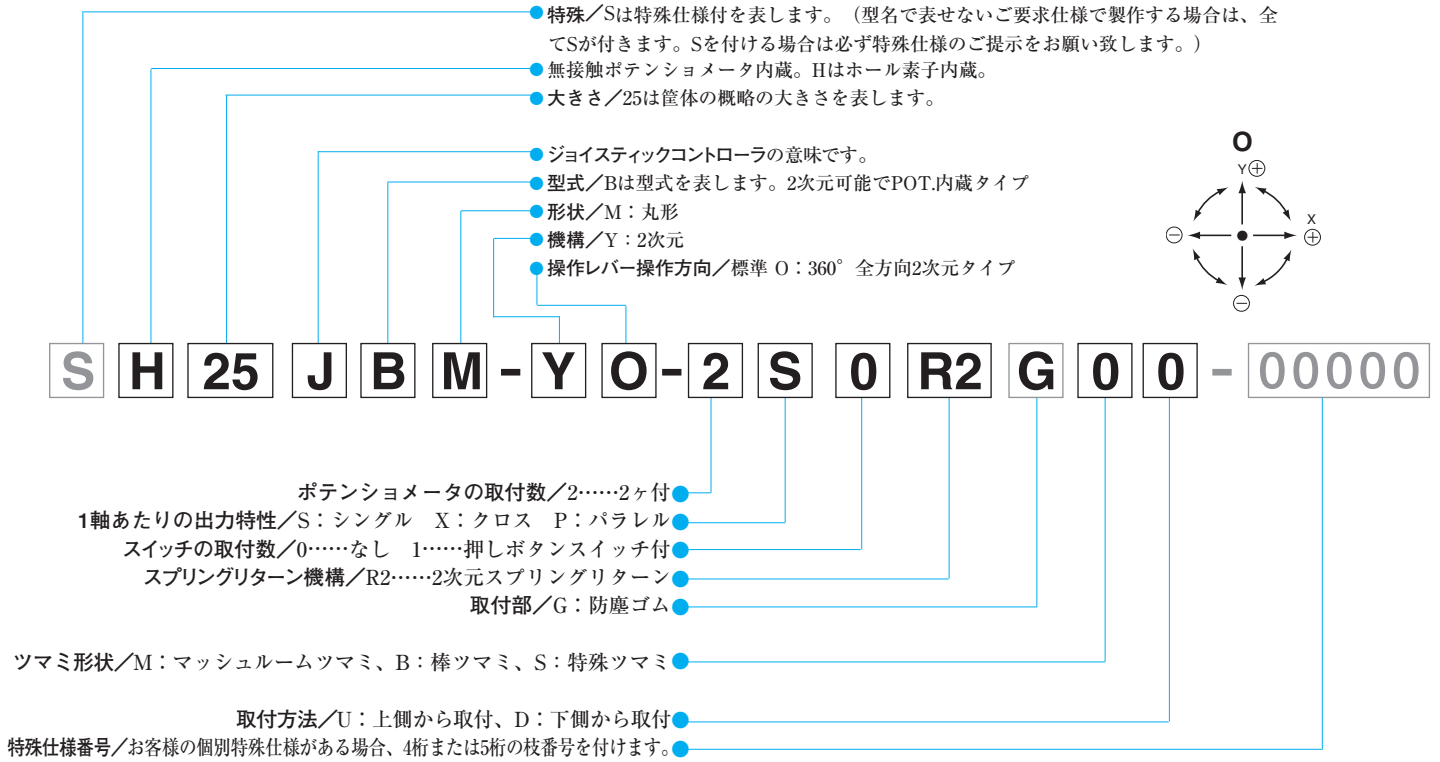 特殊／Sは特殊仕様付を表します。（型名で表せないご要求仕様で製作する場合は、全
てSが付きます。Sを付ける場合は必ず特殊仕様のご提示をお願い致します。）
無接触ポテンショメータ内蔵。Hはホール素子内蔵。
大きさ／25は筐体の概略の大きさを表します。
ジョイスティックコントローラの意味です。
型式／Bは型式を表します。2次元可能でPOT.内蔵タイプ
形状／M：丸形
機構／Y：2次元
操作レバー操作方向／標準 O：360°全方向2次元タイプ
O
Y⊕
X
⊖ ⊕
⊖
S H 25 J B M - Y O - 2 S 0 R2 G 0 0 - 00000
ポテンショメータの取付数／2……2ヶ付
1軸あたりの出力特性／S：シングル　X：クロス　P：パラレル
スイッチの取付数／0……なし　1……押しボタンスイッチ付
スプリングリターン機構／R2……2次元スプリングリターン
取付部／G：防塵ゴム
ツマミ形状／M：マッシュルームツマミ、B：棒ツマミ、S：特殊ツマミ
取付方法／U：上側から取付、D：下側から取付
特殊仕様番号／お客様の個別特殊仕様がある場合、4桁または5桁の枝番号を付けます。